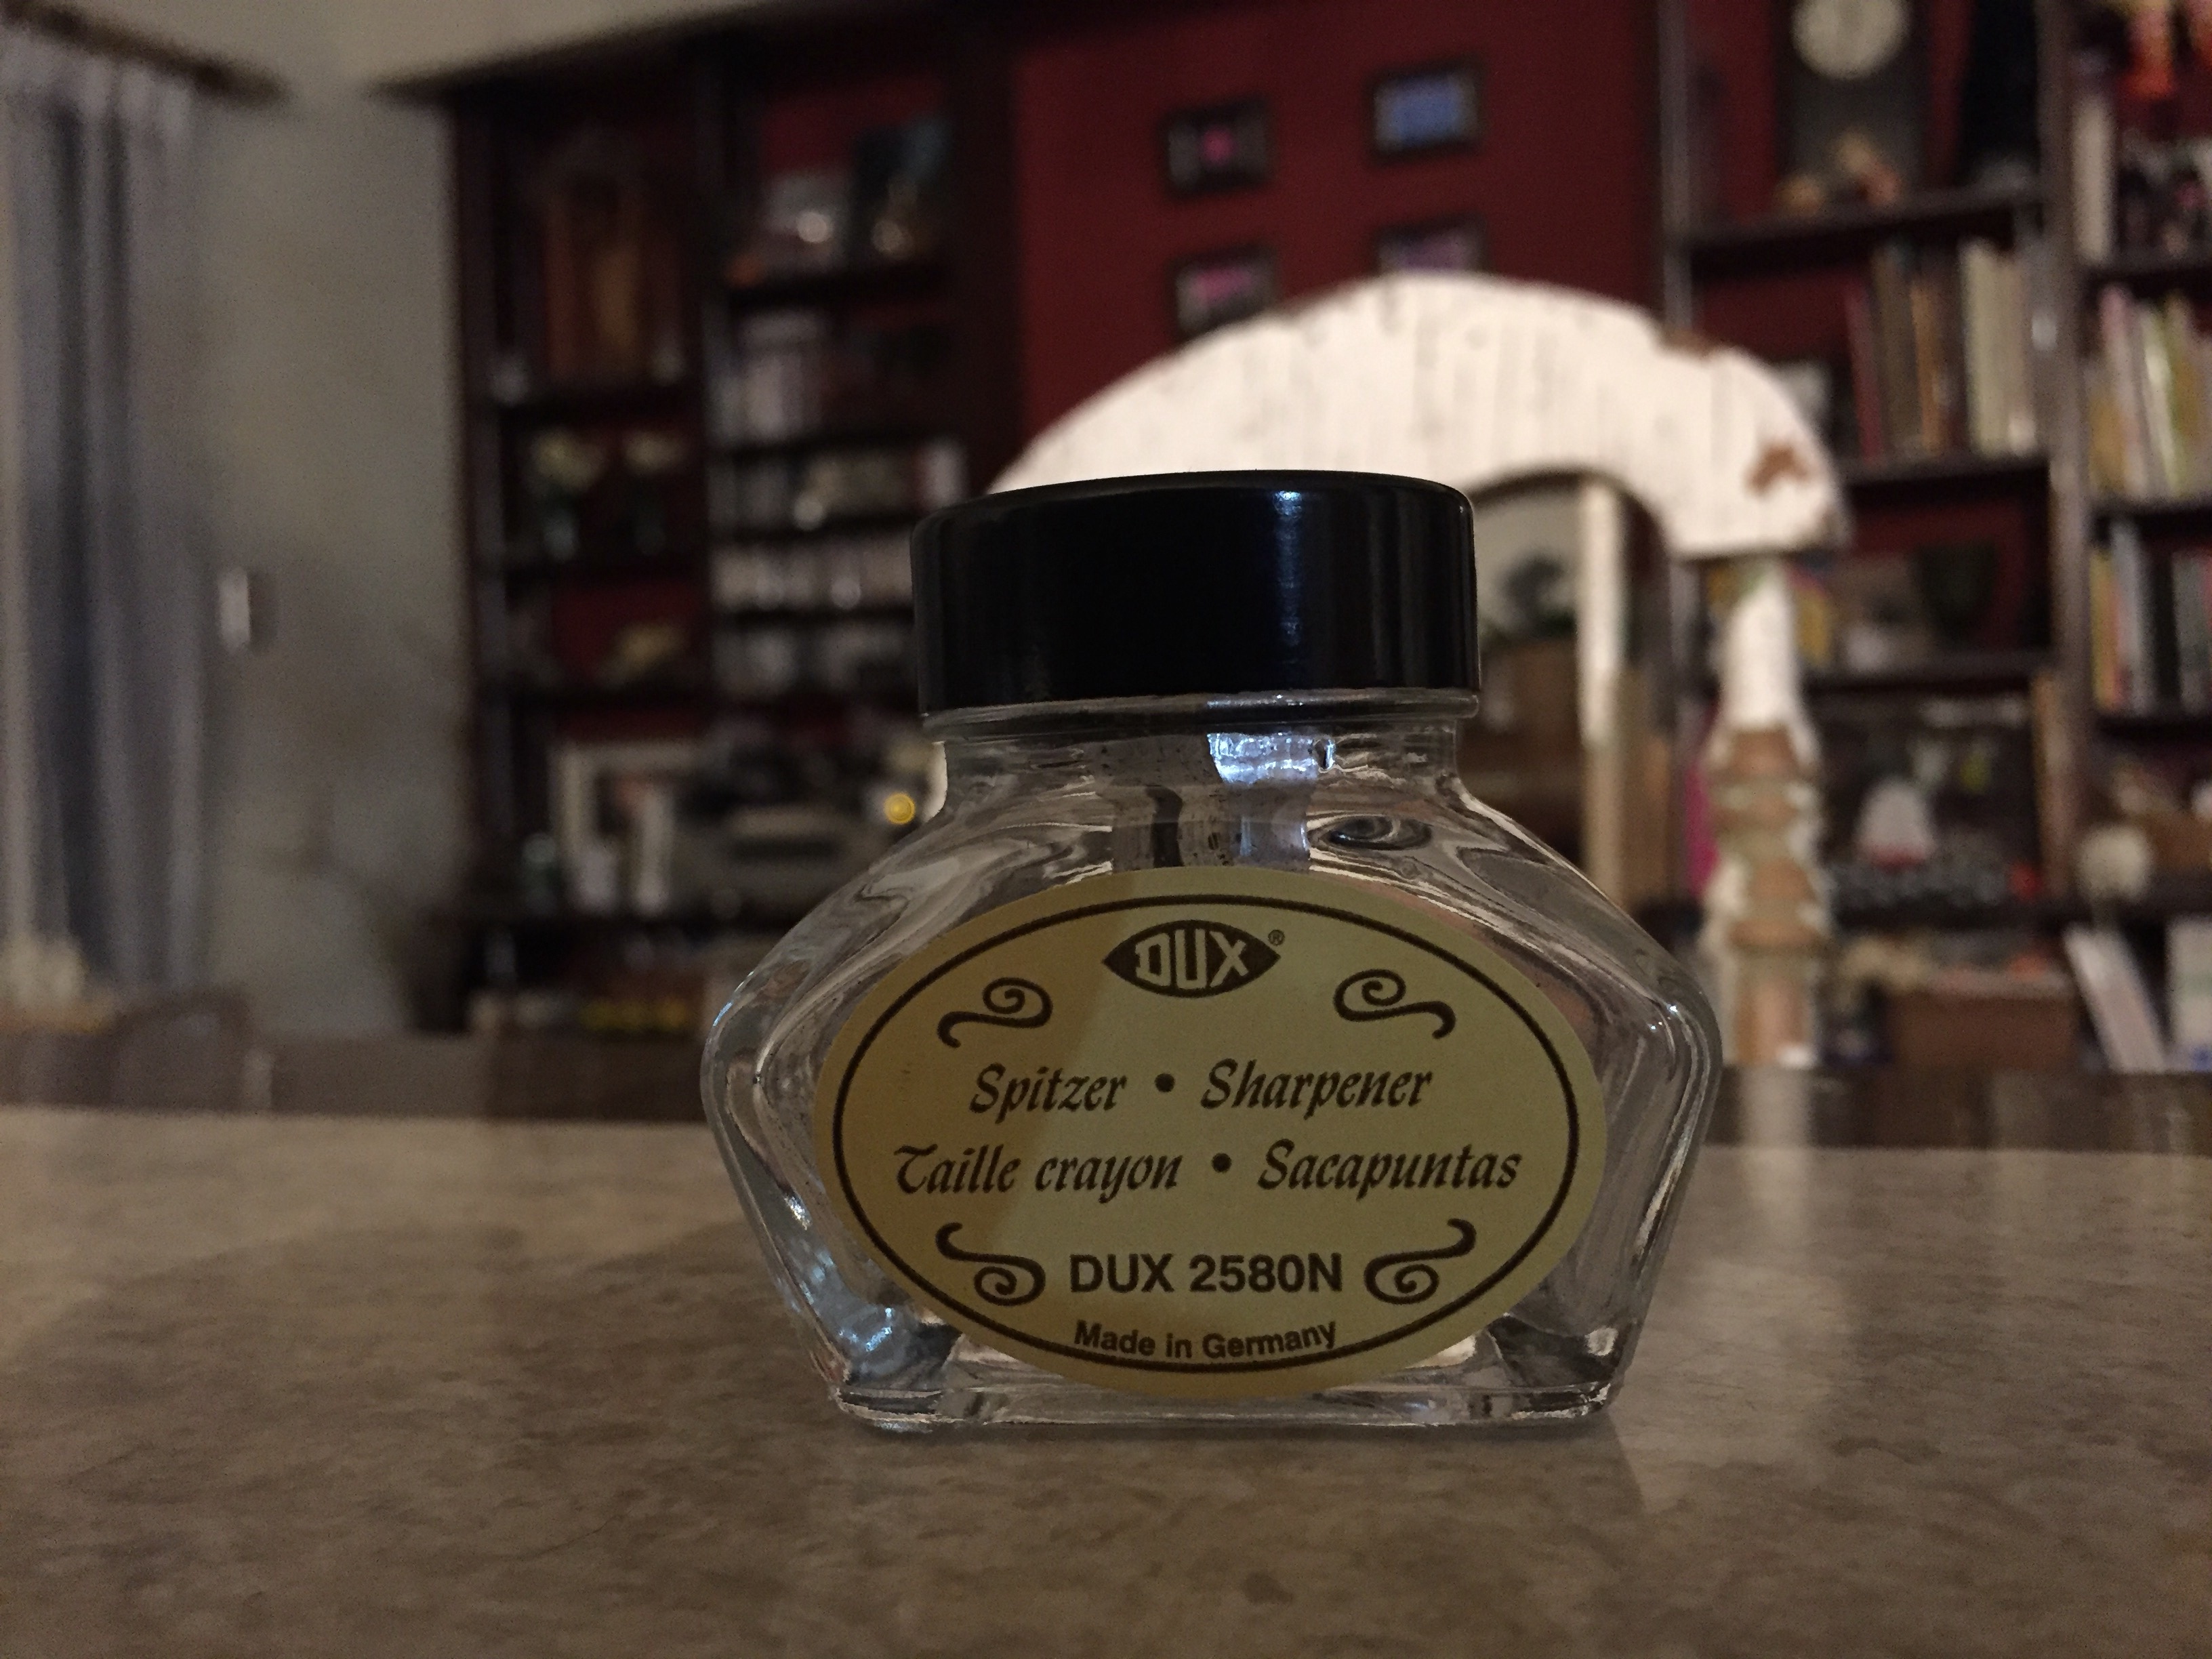 DUX®
Spitzer • Sharpener
Taille crayon • Sacapuntas
DUX 2580N
Made in Germany